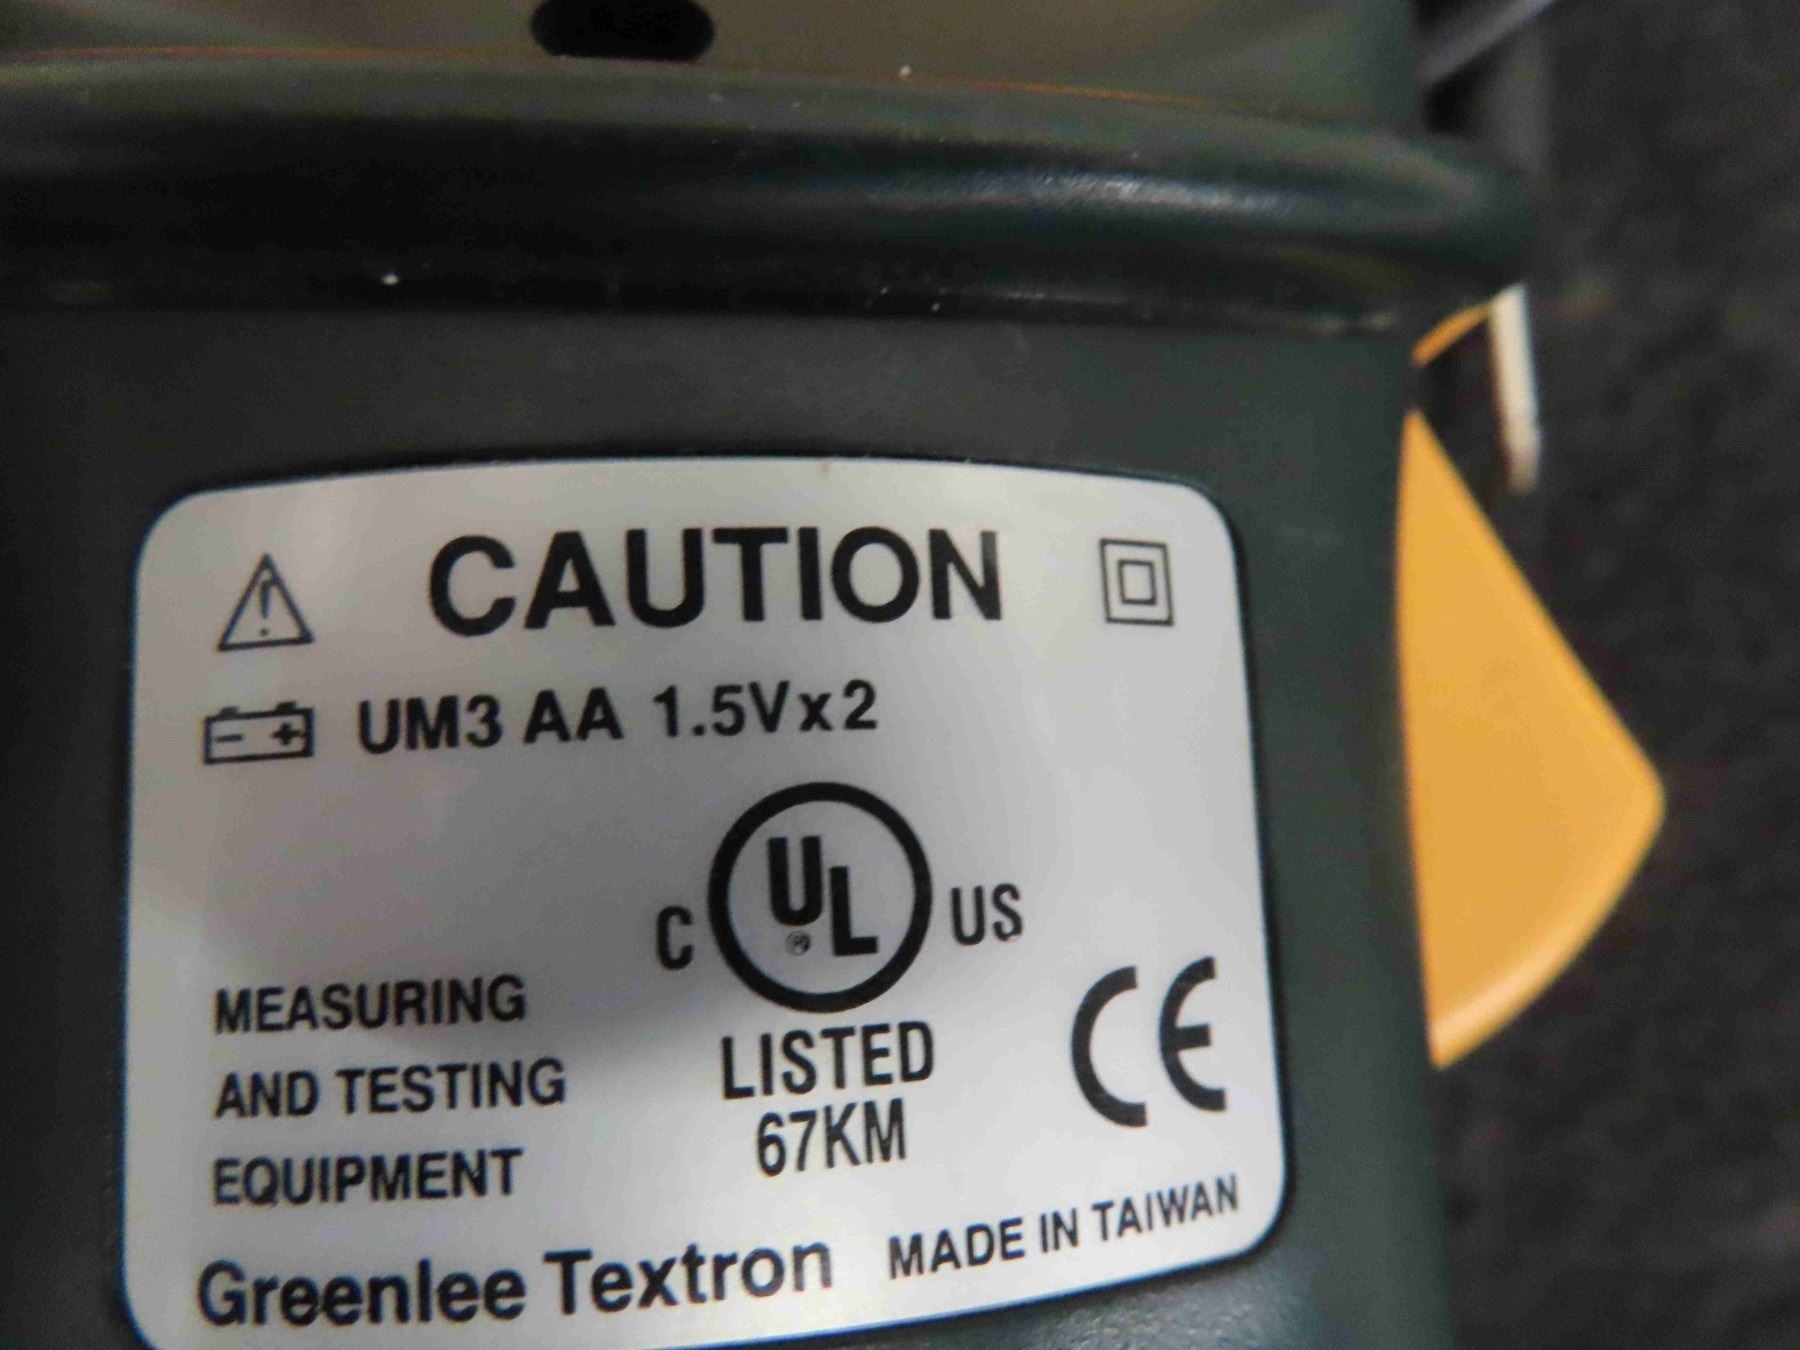 CAUTION
UM3 AA 1.5Vx2
C UL® US
LISTED
67KM
MEASURING
AND TESTING
EQUIPMENT
CE
Greenlee Textron MADE IN TAIWAN